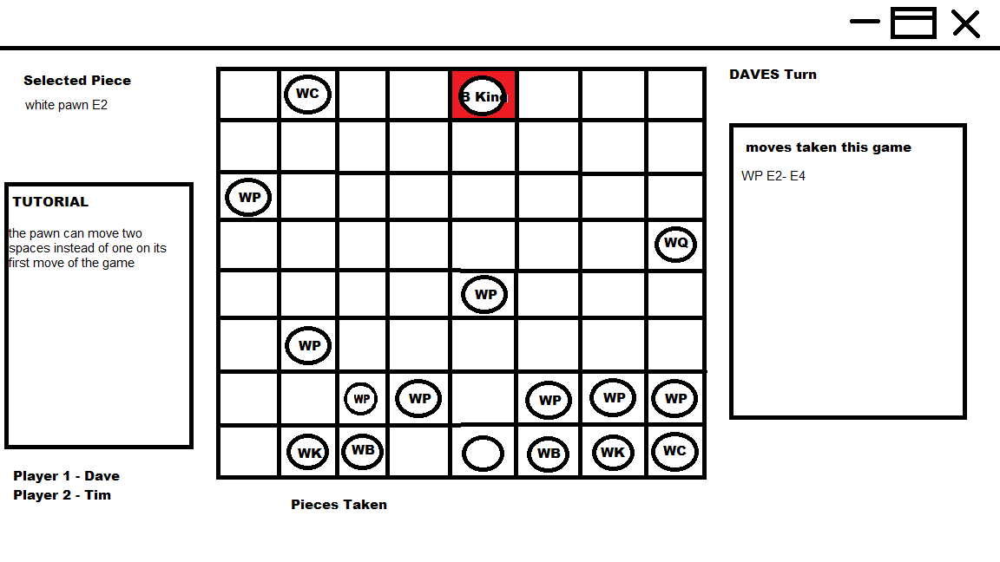 Selected Piece
white pawn E2
DAVES Turn
WC
B King
moves taken this game
WP E2- E4
TUTORIAL
the pawn can move two
spaces instead of one on its
first move of the game
WP
WQ
WP
WP
WP WP WP WP WP
WK WB WB WK WC
Player 1 - Dave
Player 2 - Tim
Pieces Taken